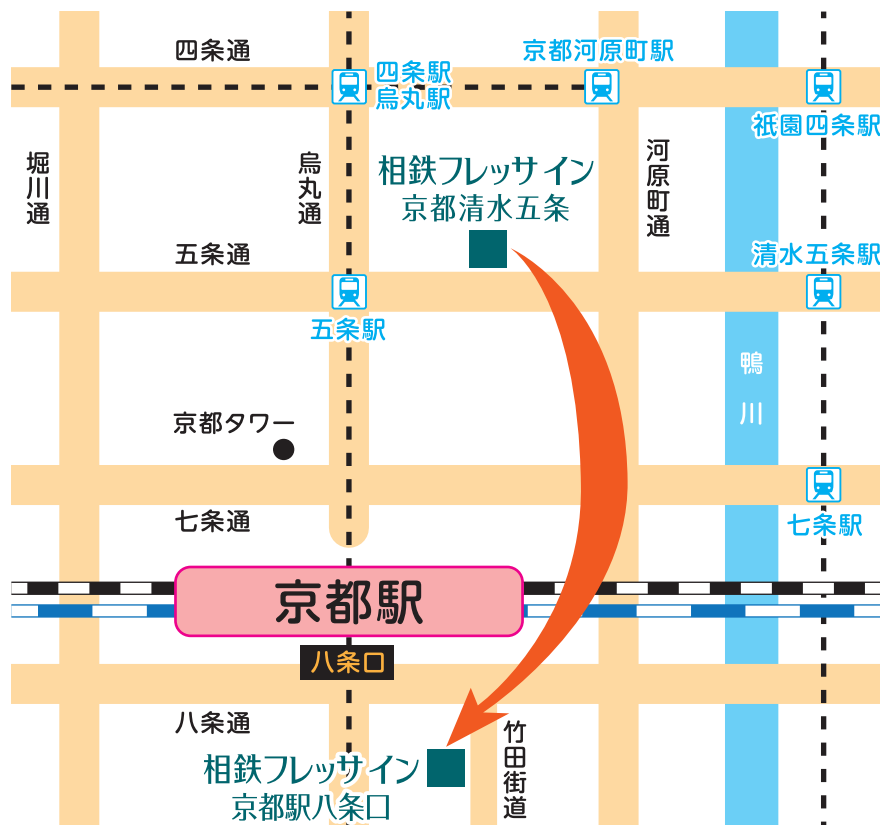 四条通
四条駅
烏丸駅
京都河原町駅
祇園四条駅
堀川通
烏丸通
相鉄フレッサイン
京都清水五条
河原町通
五条通
清水五条駅
五条駅
鴨川
京都タワー
七条通
七条駅
京都駅
八条口
八条通
竹田街道
相鉄フレッサイン
京都駅八条口